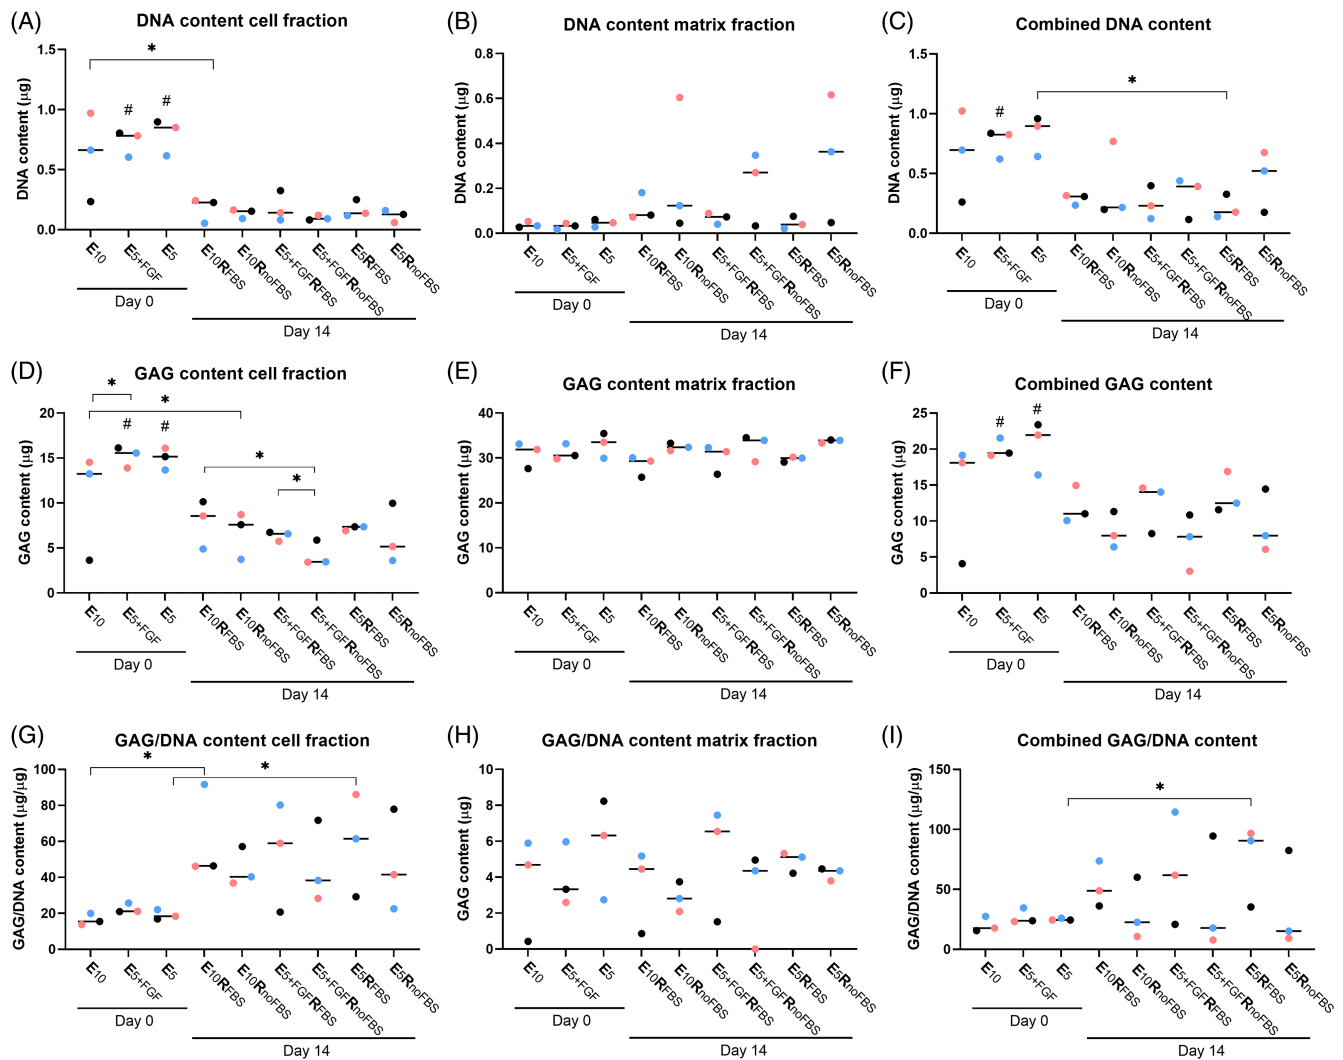 (A) DNA content cell fraction
DNA content (µg)
1.5
1.0
0.5
0.0
*
# #
E10 E5+FGF E5 E10RFBS E10RnoFBS E5+FGFRFBS E5+FGFRnoFBS E5RFBS E5RnoFBS
Day 0
Day 14
(B) DNA content matrix fraction
DNA content (µg)
0.8
0.6
0.4
0.2
0.0
E10 E5+FGF E5 E10RFBS E10RnoFBS E5+FGFRFBS E5+FGFRnoFBS E5RFBS E5RnoFBS
Day 0
Day 14
(C) Combined DNA content
DNA content (µg)
1.5
1.0
0.5
0.0
*
#
E10 E5+FGF E5 E10RFBS E10RnoFBS E5+FGFRFBS E5+FGFRnoFBS E5RFBS E5RnoFBS
Day 0
Day 14
(D) GAG content cell fraction
GAG content (µg)
20
15
10
5
0
*
*
# #
*
*
E10 E5+FGF E5 E10RFBS E10RnoFBS E5+FGFRFBS E5+FGFRnoFBS E5RFBS E5RnoFBS
Day 0
Day 14
(E) GAG content matrix fraction
GAG content (µg)
40
30
20
10
0
E10 E5+FGF E5 E10RFBS E10RnoFBS E5+FGFRFBS E5+FGFRnoFBS E5RFBS E5RnoFBS
Day 0
Day 14
(F) Combined GAG content
GAG content (µg)
25
20
15
10
5
0
# #
E10 E5+FGF E5 E10RFBS E10RnoFBS E5+FGFRFBS E5+FGFRnoFBS E5RFBS E5RnoFBS
Day 0
Day 14
(G) GAG/DNA content cell fraction
GAG/DNA content (µg/µg)
100
80
60
40
20
0
*
*
E10 E5+FGF E5 E10RFBS E10RnoFBS E5+FGFRFBS E5+FGFRnoFBS E5RFBS E5RnoFBS
Day 0
Day 14
(H) GAG/DNA content matrix fraction
GAG content (µg)
10
8
6
4
2
0
E10 E5+FGF E5 E10RFBS E10RnoFBS E5+FGFRFBS E5+FGFRnoFBS E5RFBS E5RnoFBS
Day 0
Day 14
(I) Combined GAG/DNA content
GAG/DNA content (µg/µg)
150
100
50
0
*
E10 E5+FGF E5 E10RFBS E10RnoFBS E5+FGFRFBS E5+FGFRnoFBS E5RFBS E5RnoFBS
Day 0
Day 14